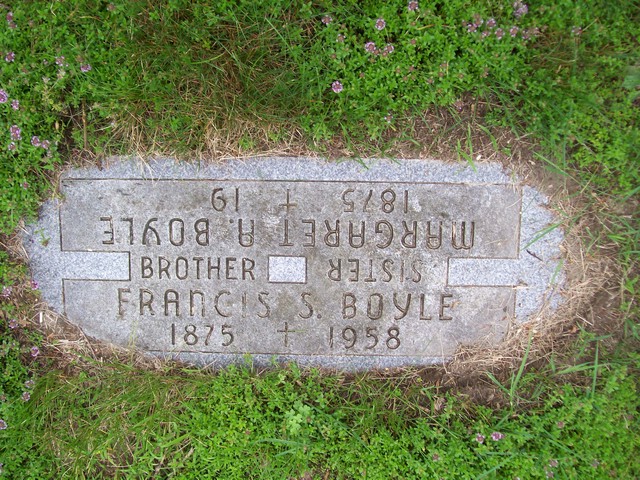 BROTHER
FRANCIS S. BOYLE
1875 + 1958
SISTER
MARGARET A. BOYLE
1875 + 19